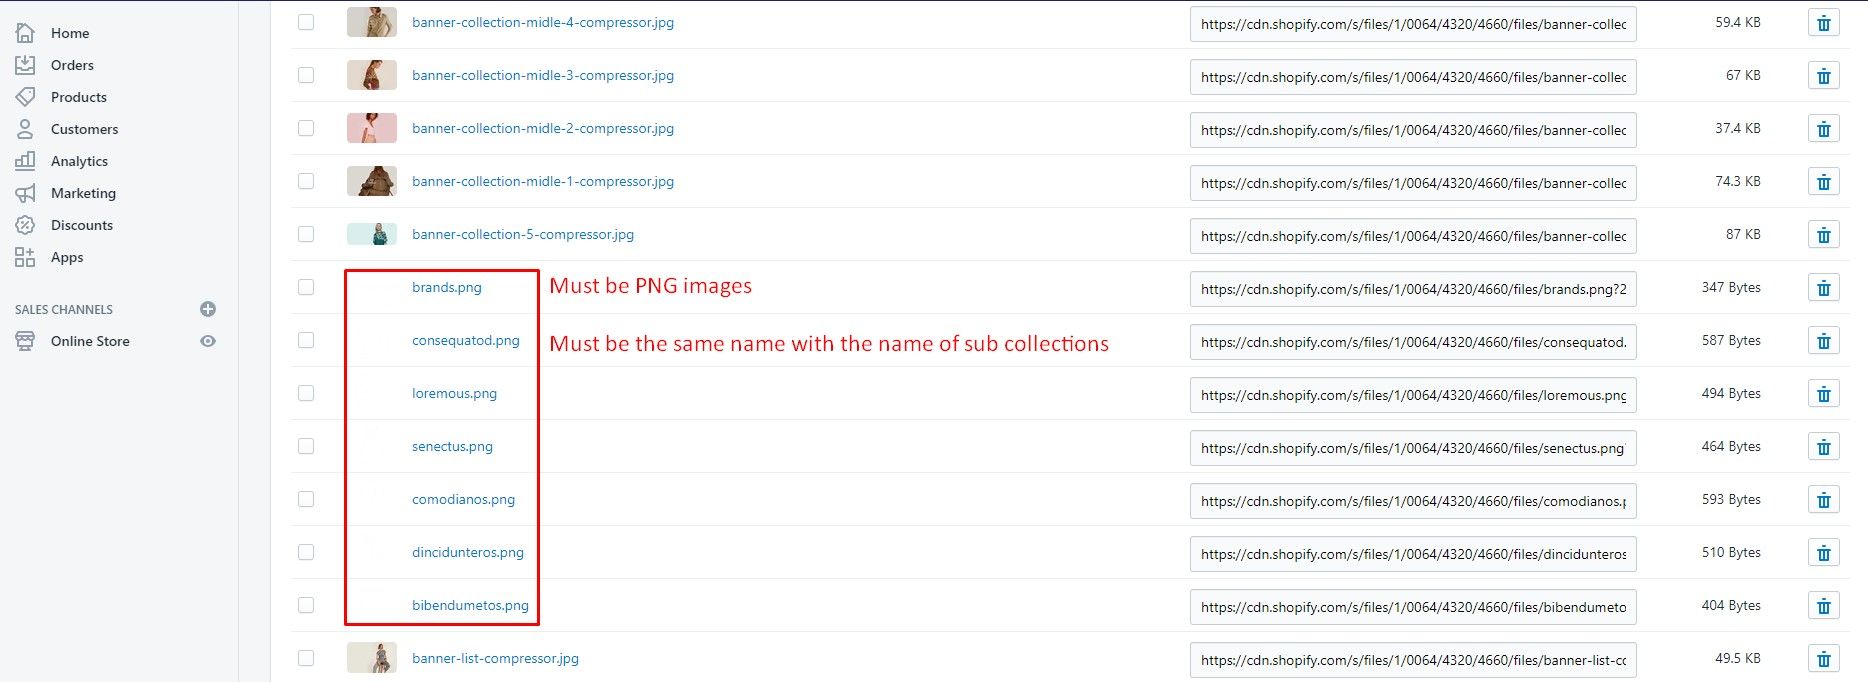 Home
Orders
Products
Customers
Analytics
Marketing
Discounts
Apps
SALES CHANNELS
Online Store
banner-collection-midle-4-compressor.jpg https://cdn.shopify.com/s/files/1/0064/4320/4660/files/banner-collec 59.4 KB
banner-collection-midle-3-compressor.jpg https://cdn.shopify.com/s/files/1/0064/4320/4660/files/banner-collec 67 KB
banner-collection-midle-2-compressor.jpg https://cdn.shopify.com/s/files/1/0064/4320/4660/files/banner-collec 37.4 KB
banner-collection-midle-1-compressor.jpg https://cdn.shopify.com/s/files/1/0064/4320/4660/files/banner-collec 74.3 KB
banner-collection-5-compressor.jpg https://cdn.shopify.com/s/files/1/0064/4320/4660/files/banner-collec 87 KB
brands.png Must be PNG images https://cdn.shopify.com/s/files/1/0064/4320/4660/files/brands.png?2 347 Bytes
consequatod.png Must be the same name with the name of sub collections https://cdn.shopify.com/s/files/1/0064/4320/4660/files/consequatod. 587 Bytes
loremous.png https://cdn.shopify.com/s/files/1/0064/4320/4660/files/loremous.png 494 Bytes
senectus.png https://cdn.shopify.com/s/files/1/0064/4320/4660/files/senectus.png 464 Bytes
comodianos.png https://cdn.shopify.com/s/files/1/0064/4320/4660/files/comodianos.p 593 Bytes
dincidunteros.png https://cdn.shopify.com/s/files/1/0064/4320/4660/files/dincidunteros 510 Bytes
bibendumetos.png https://cdn.shopify.com/s/files/1/0064/4320/4660/files/bibendumeto 404 Bytes
banner-list-compressor.jpg https://cdn.shopify.com/s/files/1/0064/4320/4660/files/banner-list-co 49.5 KB